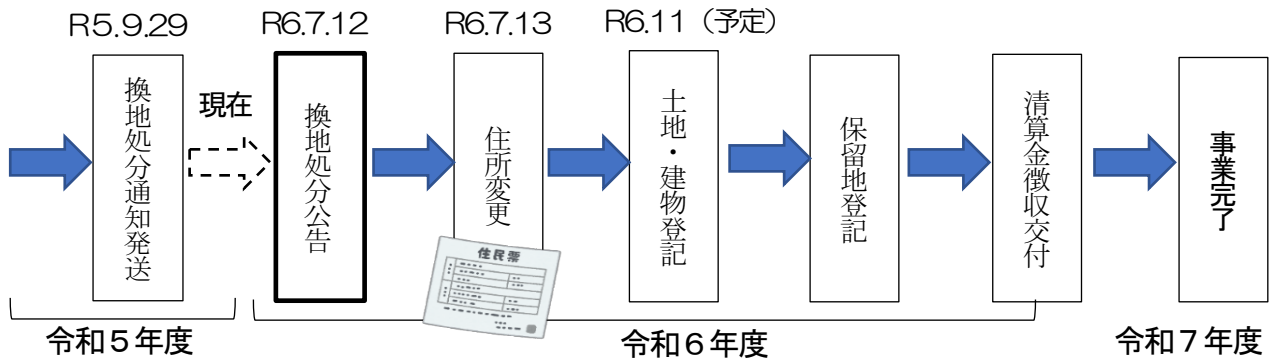 R5.9.29
R6.7.12
R6.7.13
R6.11（予定）
換地処分通知発送
現在
換地処分公告
住所変更
土地・建物登記
保留地登記
清算金徴収交付
事業完了
住民票
令和５年度
令和６年度
令和７年度